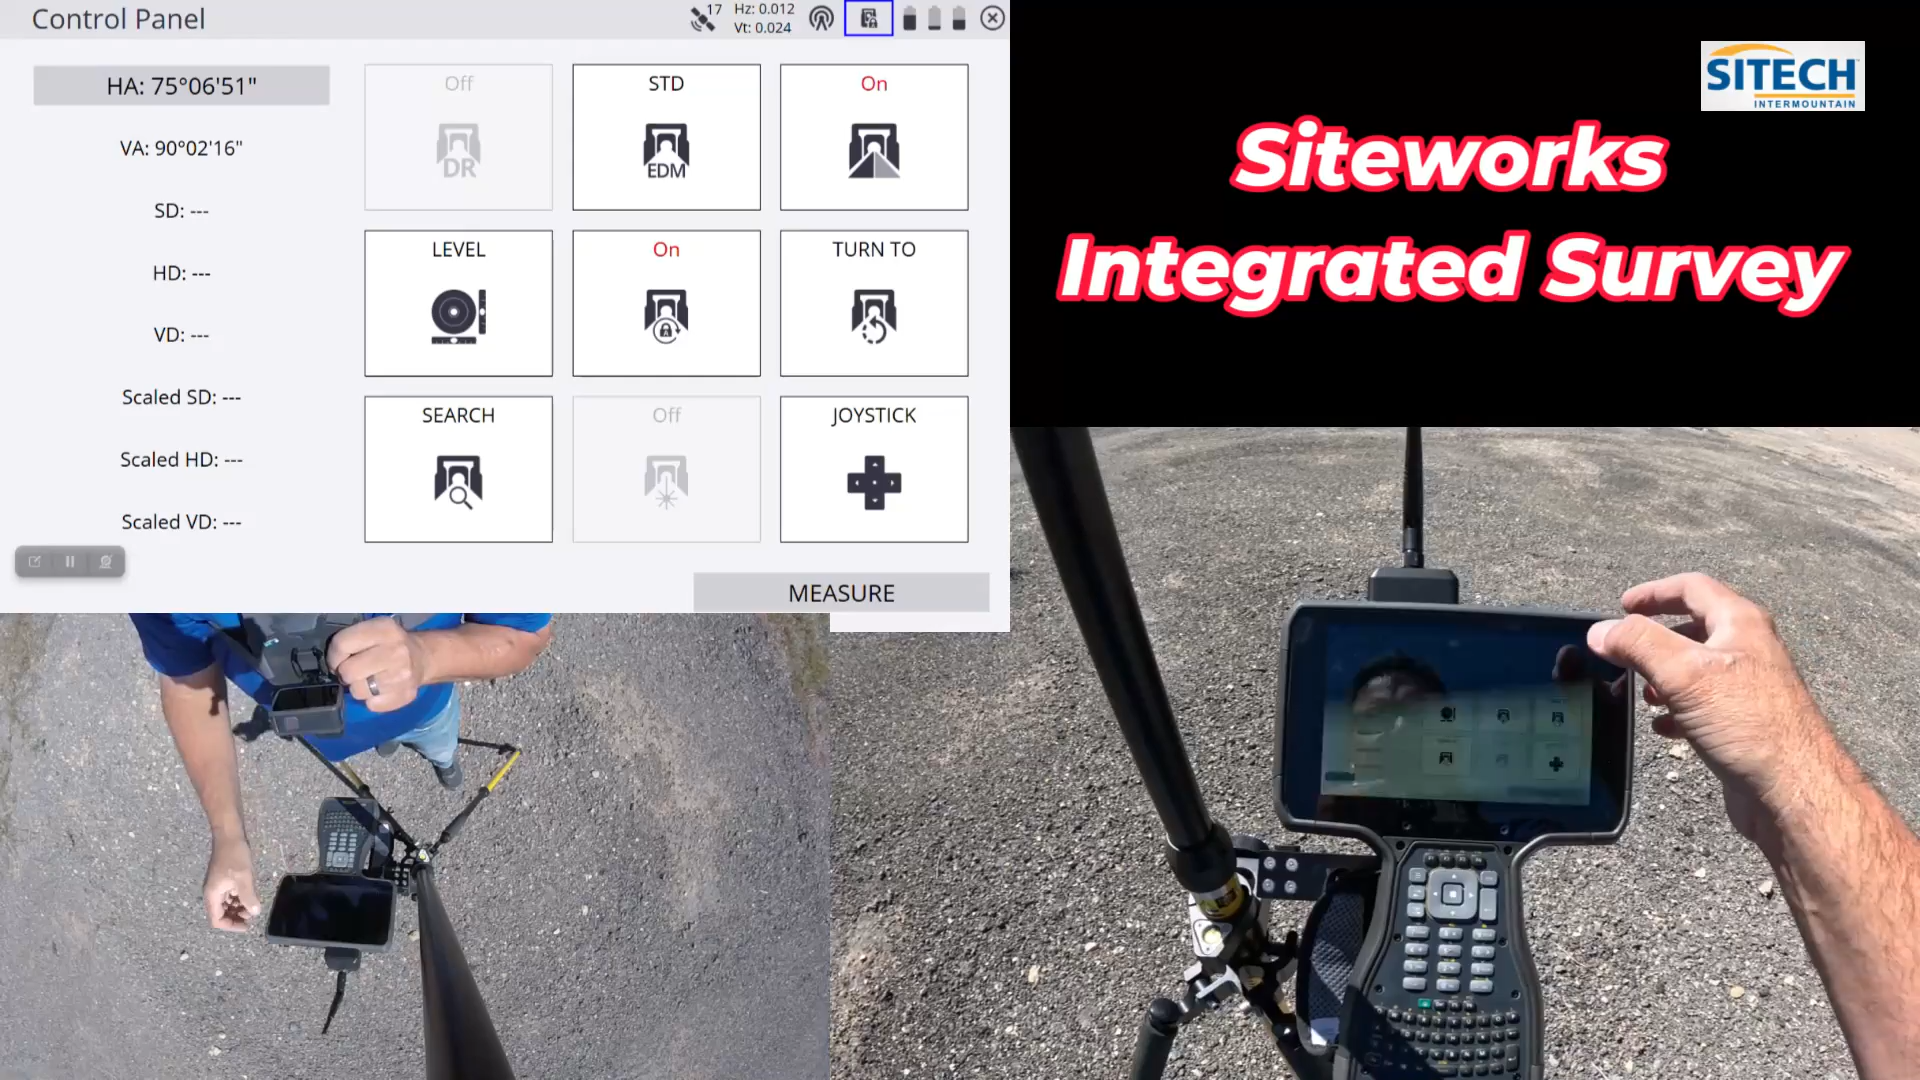 Control Panel
17
Hz: 0.012
Vt: 0.024
HA: 75°06'51"
VA: 90°02'16"
SD: ---
HD: ---
VD: ---
Scaled SD: ---
Scaled HD: ---
Scaled VD: ---
Off
DR
STD
EDM
On
LEVEL
On
TURN TO
SEARCH
Off
JOYSTICK
MEASURE
SITECH
INTERMOUNTAIN
Siteworks
Integrated Survey